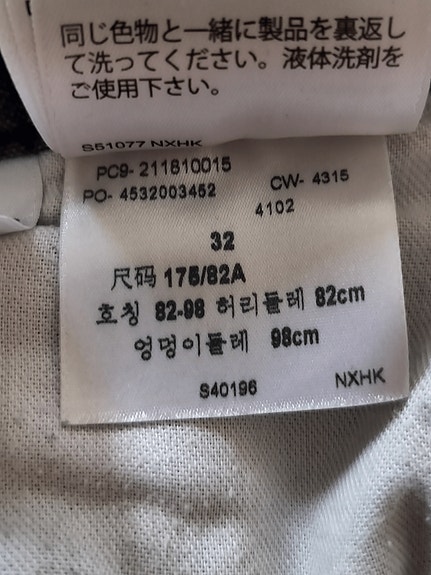 同じ色物と一緒に製品を裏返し
て洗ってください。液体洗剤を
ご使用下さい。
S51077 NXHK
PC9- 211810015
PO- 4532003452 CW- 4315
4102
32
尺码 175/82A
호칭 82-98 허리둘레 82cm
엉덩이둘레 98cm
S40196 NXHK